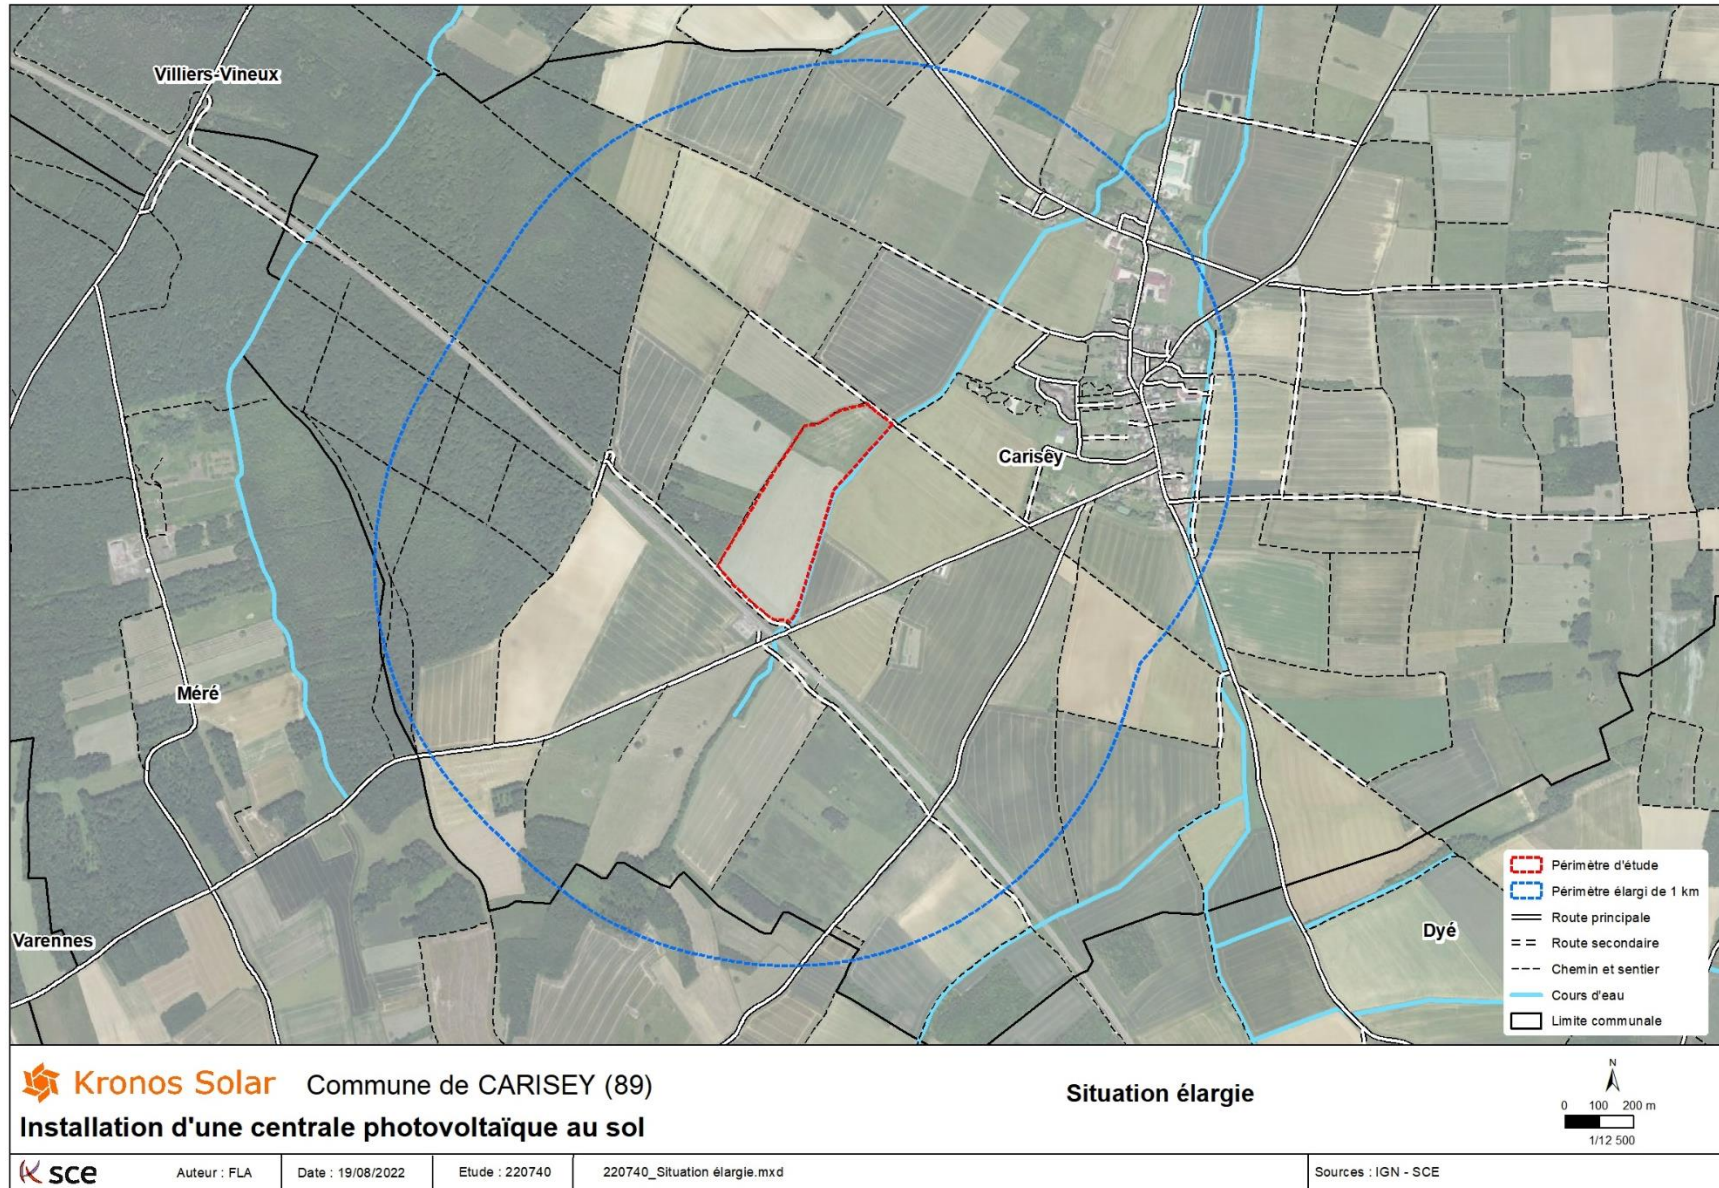 Villiers-Vineux
Carisey
Méré
Varennes
Dyé
Périmètre d'étude
Périmètre élargi de 1 km
Route principale
Route secondaire
Chemin et sentier
Cours d'eau
Limite communale
Kronos Solar Commune de CARISEY (89)
Installation d'une centrale photovoltaïque au sol
Situation élargie
N
0 100 200 m
1/12 500
sce
Auteur : FLA
Date : 19/08/2022
Etude : 220740
220740_Situation élargie.mxd
Sources : IGN - SCE